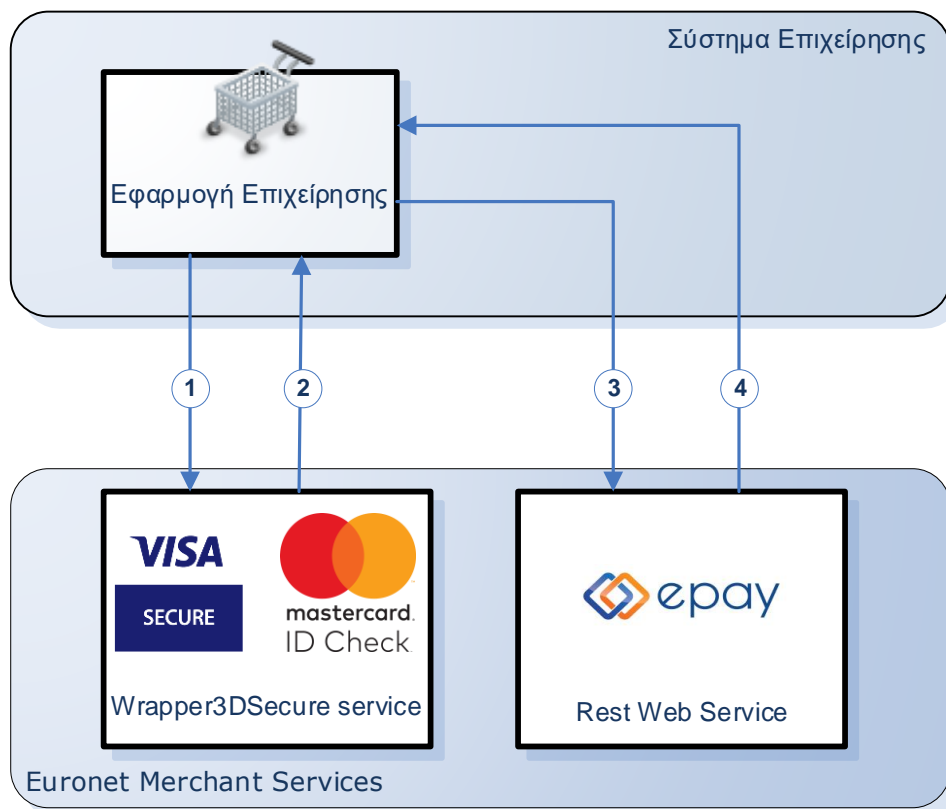 Σύστημα Επιχείρησης
Εφαρμογή Επιχείρησης
1
2
3
4
VISA
SECURE
mastercard.
ID Check
Wrapper3DSecure service
epay
Rest Web Service
Euronet Merchant Services